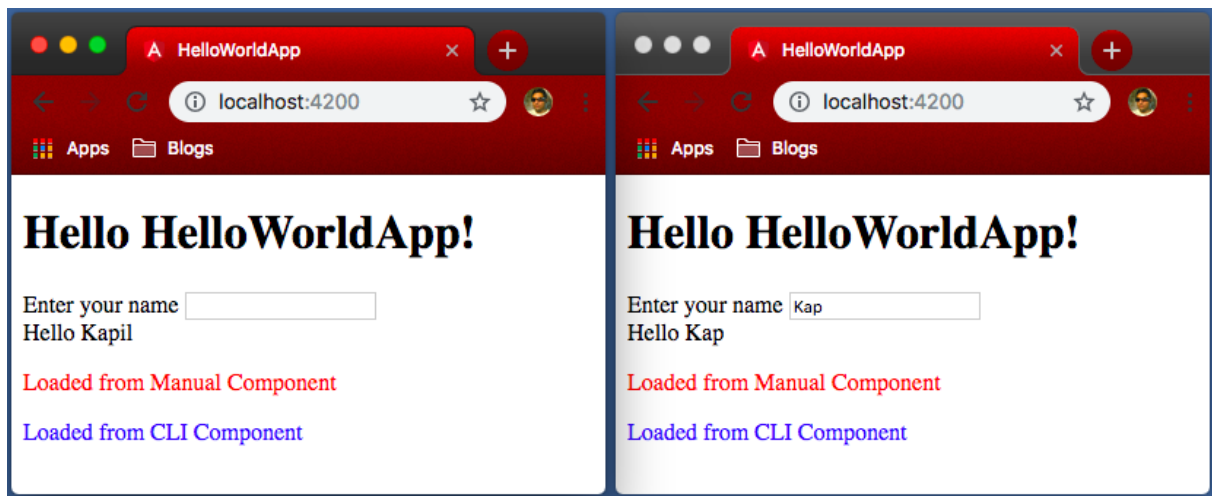 HelloWorldApp
localhost:4200
Apps Blogs
Hello HelloWorldApp!
Enter your name
Hello Kapil
Loaded from Manual Component
Loaded from CLI Component
HelloWorldApp
localhost:4200
Apps Blogs
Hello HelloWorldApp!
Enter your name Kap
Hello Kap
Loaded from Manual Component
Loaded from CLI Component